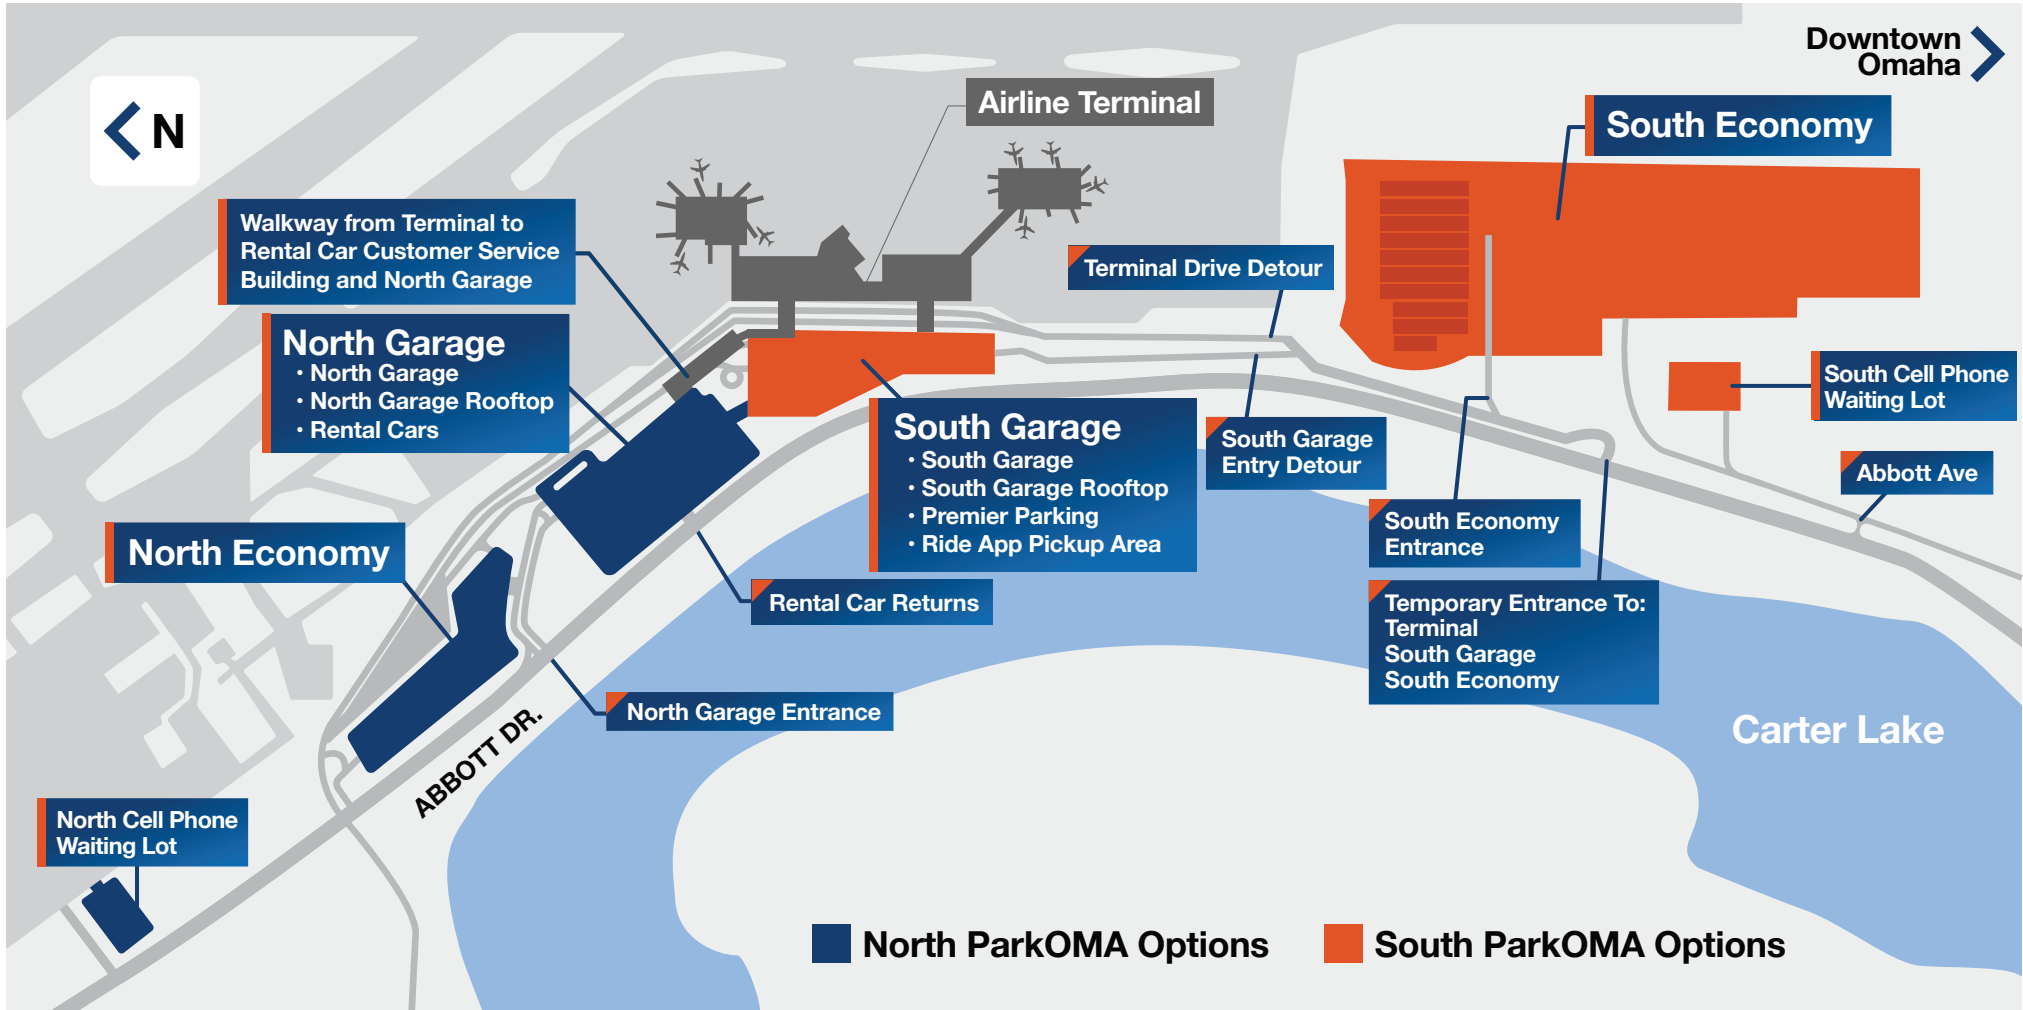 Downtown
Omaha
N
Airline Terminal
South Economy
Walkway from Terminal to
Rental Car Customer Service
Building and North Garage
Terminal Drive Detour
North Garage
· North Garage
· North Garage Rooftop
· Rental Cars
South Cell Phone
Waiting Lot
South Garage
· South Garage
· South Garage Rooftop
· Premier Parking
· Ride App Pickup Area
South Garage
Entry Detour
Abbott Ave
South Economy
Entrance
North Economy
Rental Car Returns
Temporary Entrance To:
Terminal
South Garage
South Economy
North Garage Entrance
ABBOTT DR.
Carter Lake
North Cell Phone
Waiting Lot
North ParkOMA Options
South ParkOMA Options